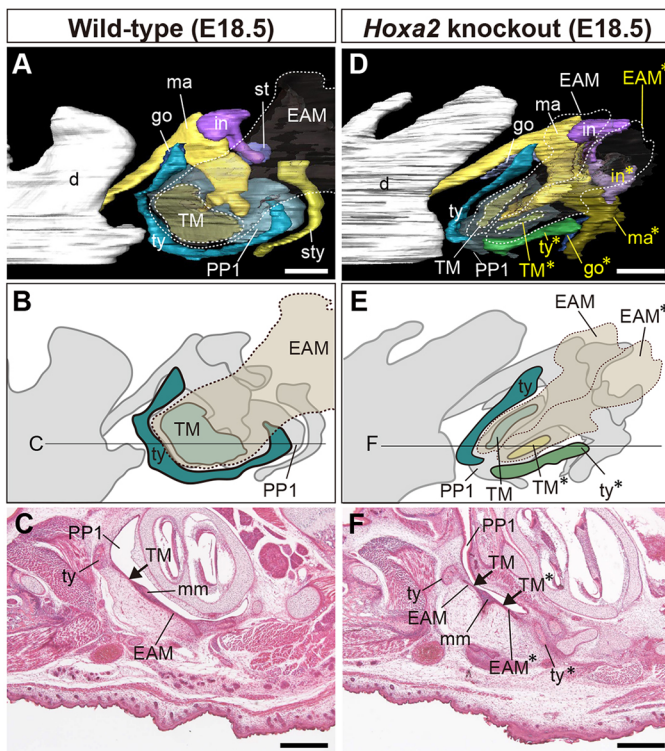 Wild-type (E18.5)
Hoxa2 knockout (E18.5)
A
ma
go
in
st
EAM
d
TM
ty
PP1
sty
D
EAM
EAM*
ma
go
in
d
in*
ty
ma*
TM
PP1
TM*
ty*
go*
B
EAM
C
TM
ty
PP1
E
EAM
EAM*
ty
F
PP1
TM
TM*
ty*
C
PP1
TM
ty
mm
EAM
F
PP1
TM
TM*
ty
EAM
mm
EAM*
ty*